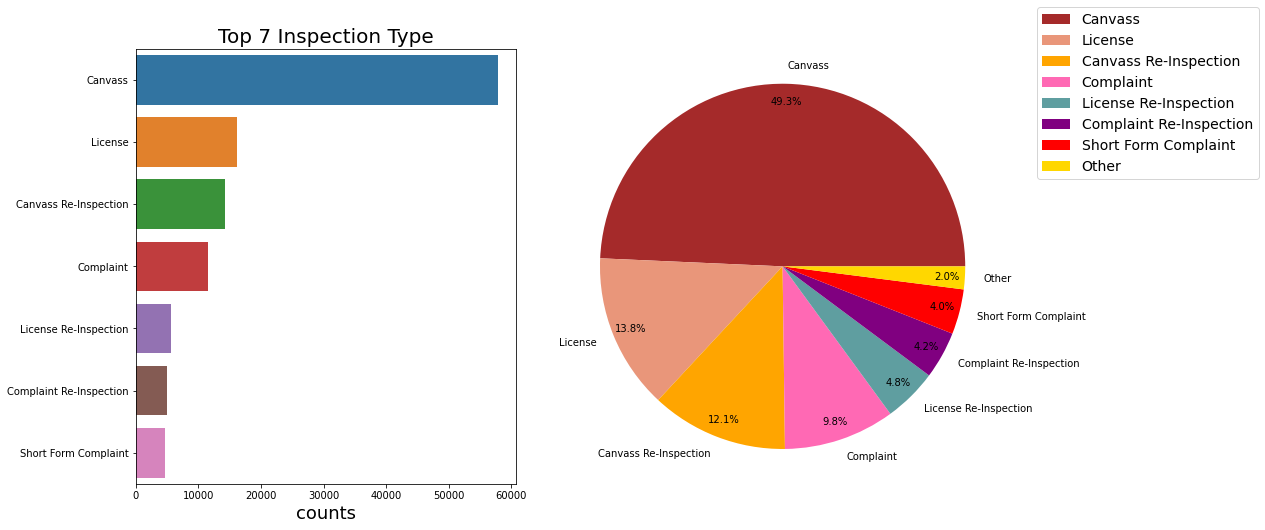 Top 7 Inspection Type
Canvass
License
Canvass Re-Inspection
Complaint
License Re-Inspection
Complaint Re-Inspection
Short Form Complaint
0 10000 20000 30000 40000 50000 60000
counts
Canvass
49.3%
License
13.8%
Canvass Re-Inspection
12.1%
Complaint
9.8%
License Re-Inspection
4.8%
Complaint Re-Inspection
4.2%
Short Form Complaint
4.0%
Other
2.0%
Canvass
License
Canvass Re-Inspection
Complaint
License Re-Inspection
Complaint Re-Inspection
Short Form Complaint
Other